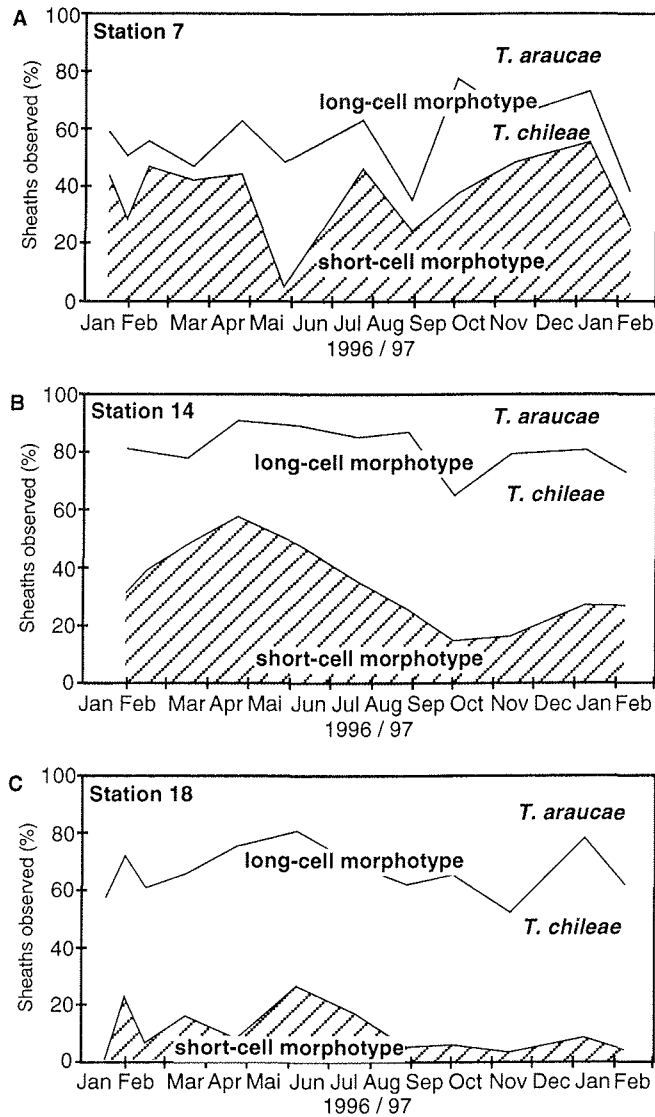 A
Station 7
Sheaths observed (%)
100
80
60
40
20
0
T. araucae
long-cell morphotype
T. chileae
short-cell morphotype
Jan Feb Mar Apr Mai Jun Jul Aug Sep Oct Nov Dec Jan Feb
1996 / 97
B
Station 14
Sheaths observed (%)
100
80
60
40
20
0
T. araucae
long-cell morphotype
T. chileae
short-cell morphotype
Jan Feb Mar Apr Mai Jun Jul Aug Sep Oct Nov Dec Jan Feb
1996 / 97
C
Station 18
Sheaths observed (%)
100
80
60
40
20
0
T. araucae
long-cell morphotype
T. chileae
short-cell morphotype
Jan Feb Mar Apr Mai Jun Jul Aug Sep Oct Nov Dec Jan Feb
1996 / 97